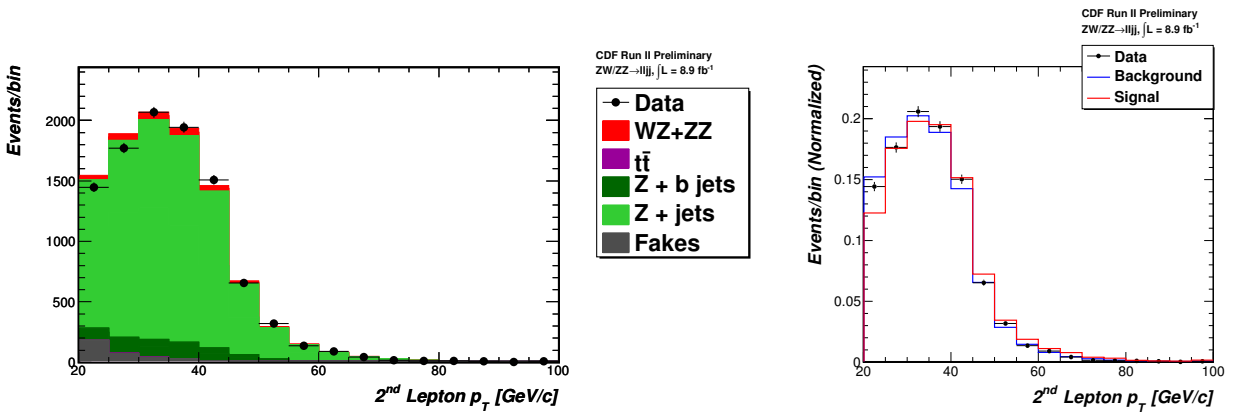 Events/bin
2000
1500
1000
500
0
20
40
60
80
100
2nd Lepton pT [GeV/c]
CDF Run II Preliminary
ZW/ZZ→lljj, ∫L = 8.9 fb-1
Data
WZ+ZZ
tt̄
Z + b jets
Z + jets
Fakes
CDF Run II Preliminary
ZW/ZZ→lljj, ∫L = 8.9 fb-1
Data
Background
Signal
Events/bin (Normalized)
0.2
0.15
0.1
0.05
0
20
40
60
80
100
2nd Lepton pT [GeV/c]